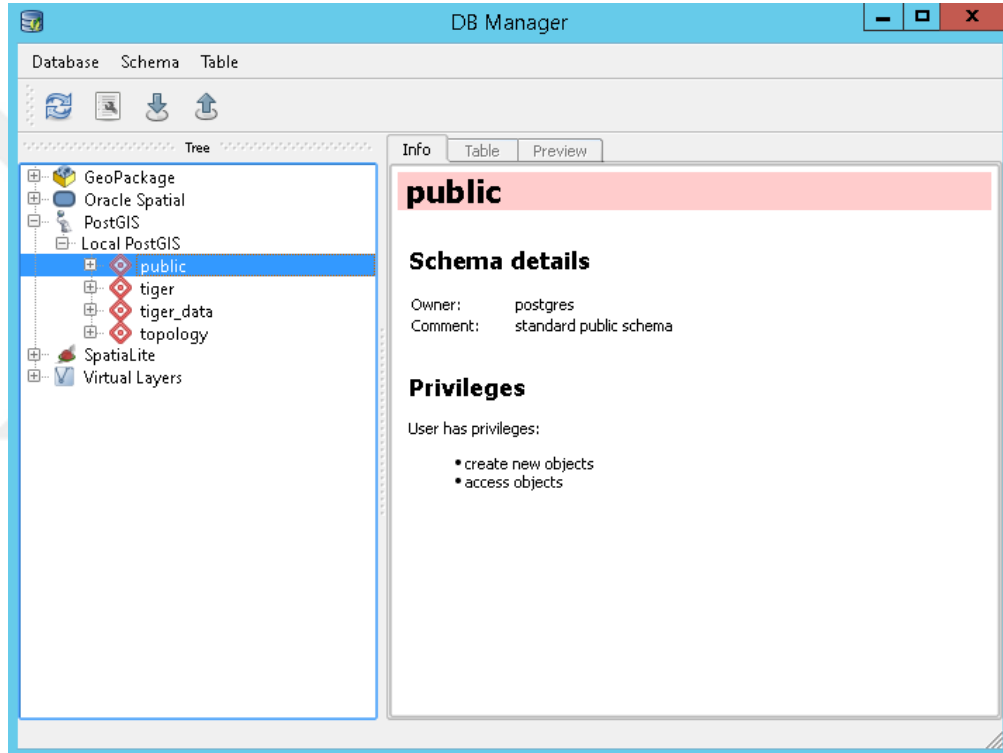 DB Manager
Database Schema Table
Tree
GeoPackage
Oracle Spatial
PostGIS
Local PostGIS
public
tiger
tiger_data
topology
SpatiaLite
Virtual Layers
Info Table Preview
public
Schema details
Owner: postgres
Comment: standard public schema
Privileges
User has privileges:
• create new objects
• access objects